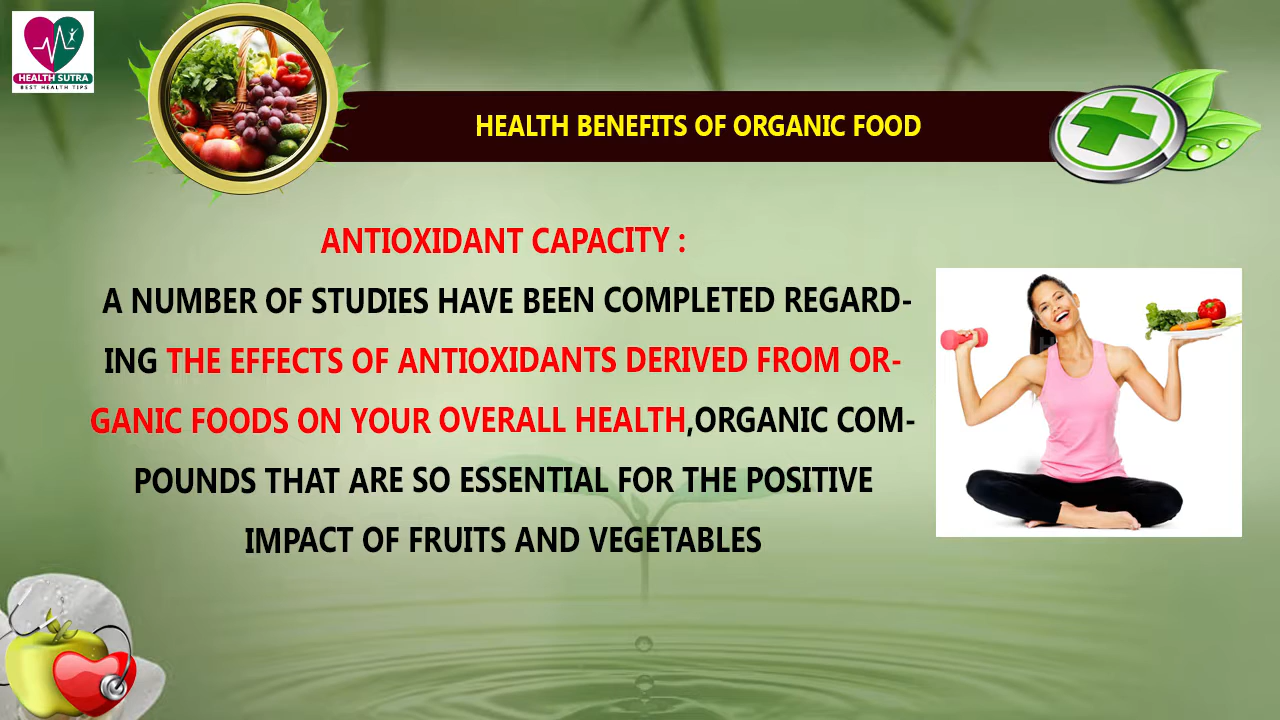 HEALTH SUTRA
BEST HEALTH TIPS
HEALTH BENEFITS OF ORGANIC FOOD
ANTIOXIDANT CAPACITY :
A NUMBER OF STUDIES HAVE BEEN COMPLETED REGARD-
ING THE EFFECTS OF ANTIOXIDANTS DERIVED FROM OR-
GANIC FOODS ON YOUR OVERALL HEALTH,ORGANIC COM-
POUNDS THAT ARE SO ESSENTIAL FOR THE POSITIVE
IMPACT OF FRUITS AND VEGETABLES